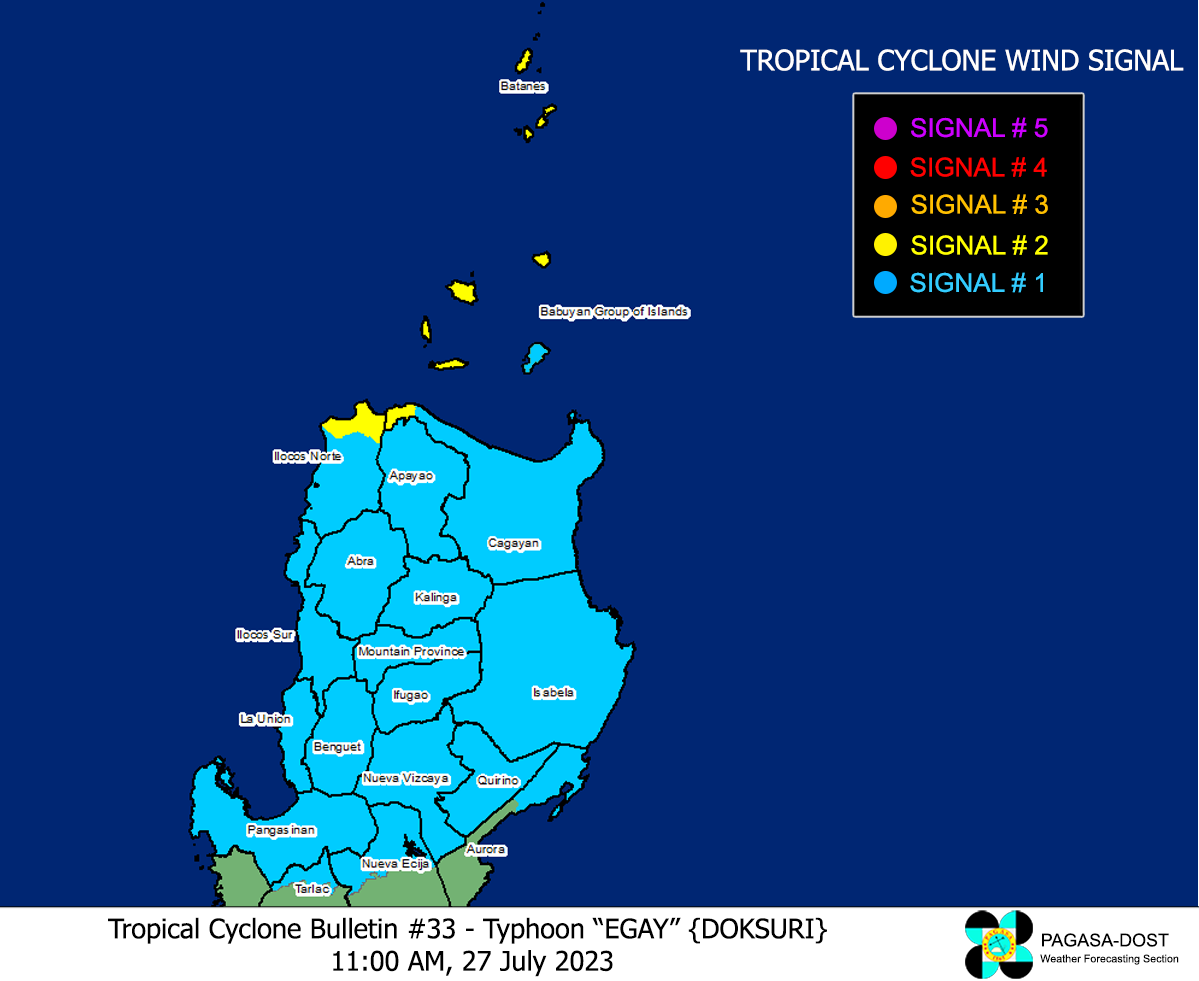 TROPICAL CYCLONE WIND SIGNAL
SIGNAL # 5
SIGNAL # 4
SIGNAL # 3
SIGNAL # 2
SIGNAL # 1
Batanes
Babuyan Group of Islands
Ilocos Norte
Apayao
Cagayan
Abra
Kalinga
Ilocos Sur
Mountain Province
Ifugao
Isabela
La Union
Benguet
Nueva Vizcaya
Quirino
Pangasinan
Aurora
Nueva Ecija
Tarlac
Tropical Cyclone Bulletin #33 - Typhoon “EGAY” {DOKSURI}
11:00 AM, 27 July 2023
PAGASA-DOST
Weather Forecasting Section